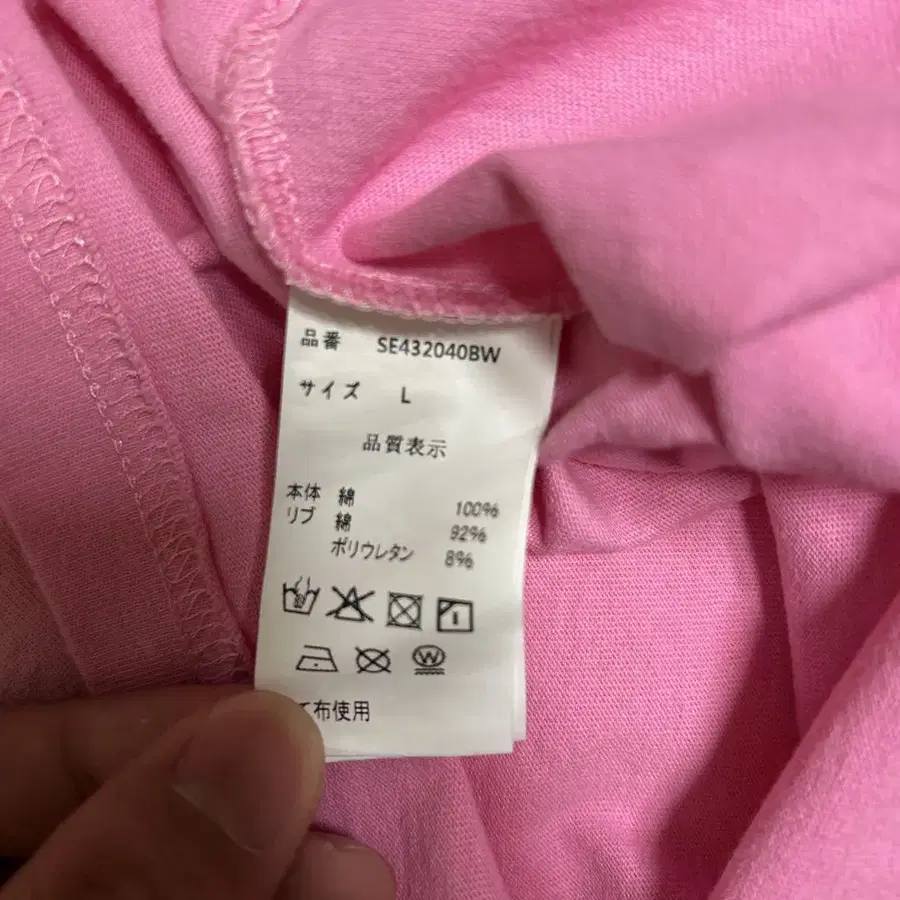 品番 SE432040BW
サイズ L
品質表示
本体 綿 100%
リブ 綿 92%
ポリウレタン 8%
W
て布使用